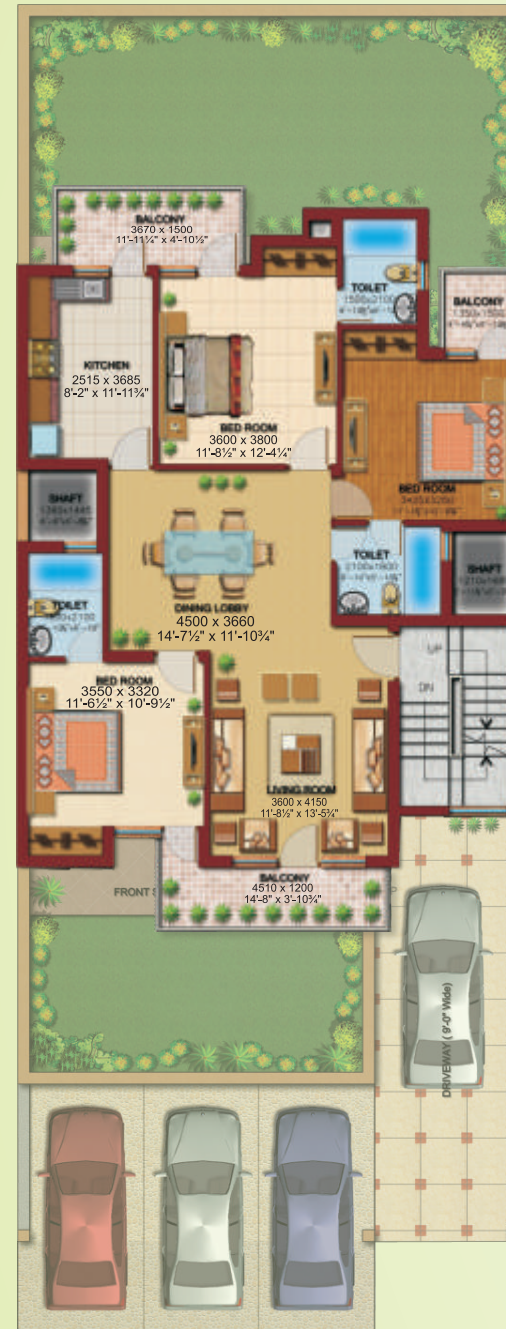 BALCONY
3670 x 1500
11'-11¼" x 4'-10½"
TOILET
1500x2100
BALCONY
KITCHEN
2515 x 3685
8'-2" x 11'-11¾"
BED ROOM
3600 x 3800
11'-8½" x 12'-4¼"
BED ROOM
SHAFT
TOILET
2100x1800
SHAFT
DINING LOBBY
4500 x 3660
14'-7½" x 11'-10¾"
TOILET
UP
DN
BED ROOM
3550 x 3320
11'-6½" x 10'-9½"
LIVING ROOM
3600 x 4150
11'-8½" x 13'-5¾"
BALCONY
4510 x 1200
14'-8" x 3'-10¾"
FRONT
DRIVEWAY ( 9'-0" Wide)